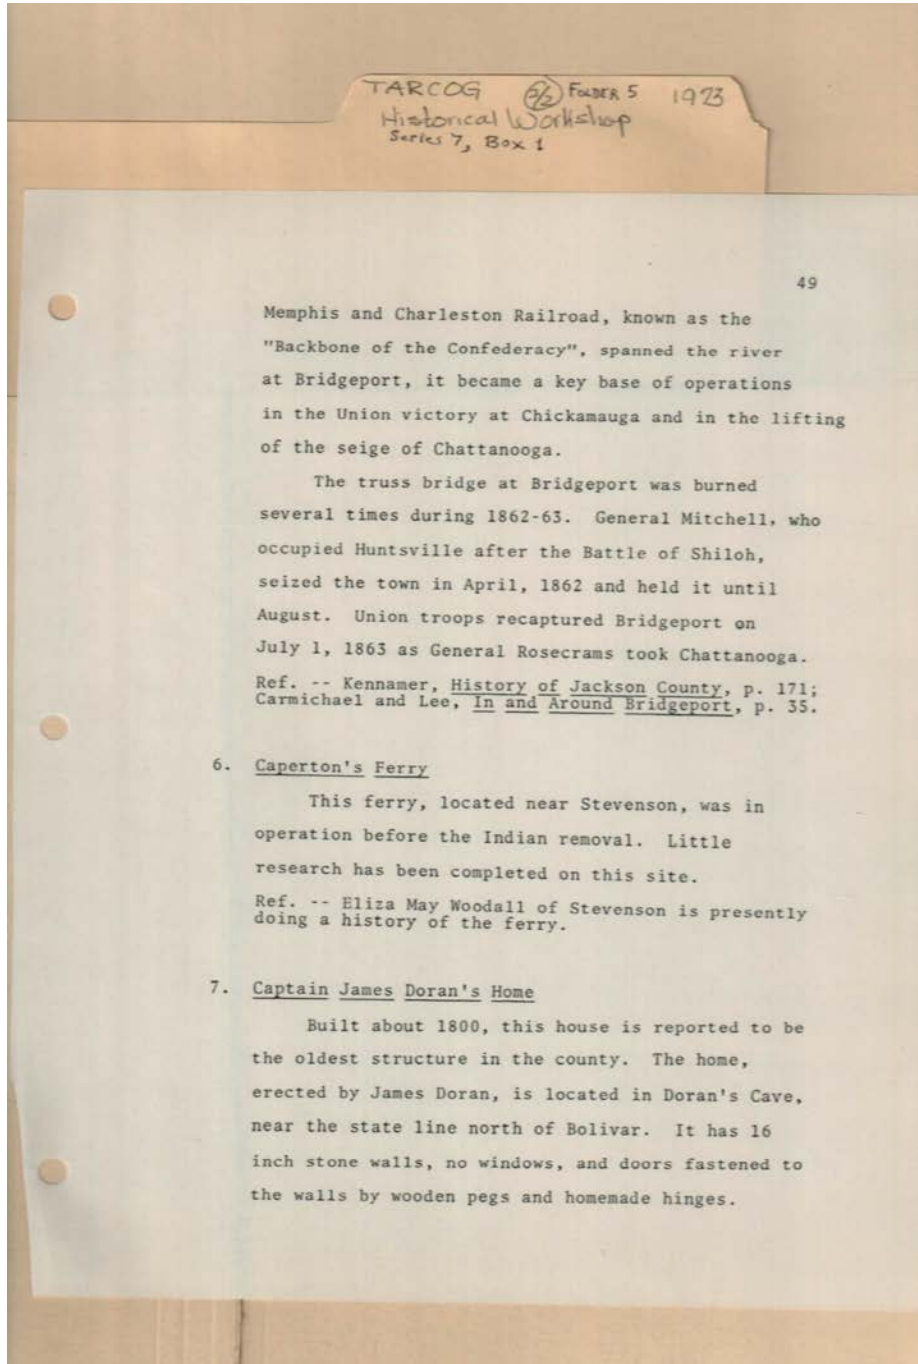 TARCOG 2/2 FOLDER 5 1973
Historical Workshop
Series 7, Box 1
49
Memphis and Charleston Railroad, known as the
"Backbone of the Confederacy", spanned the river
at Bridgeport, it became a key base of operations
in the Union victory at Chickamauga and in the lifting
of the seige of Chattanooga.
The truss bridge at Bridgeport was burned
several times during 1862-63. General Mitchell, who
occupied Huntsville after the Battle of Shiloh,
seized the town in April, 1862 and held it until
August. Union troops recaptured Bridgeport on
July 1, 1863 as General Rosecrams took Chattanooga.
Ref. -- Kennamer, History of Jackson County, p. 171;
Carmichael and Lee, In and Around Bridgeport, p. 35.
6. Caperton's Ferry
This ferry, located near Stevenson, was in
operation before the Indian removal. Little
research has been completed on this site.
Ref. -- Eliza May Woodall of Stevenson is presently
doing a history of the ferry.
7. Captain James Doran's Home
Built about 1800, this house is reported to be
the oldest structure in the county. The home,
erected by James Doran, is located in Doran's Cave,
near the state line north of Bolivar. It has 16
inch stone walls, no windows, and doors fastened to
the walls by wooden pegs and homemade hinges.